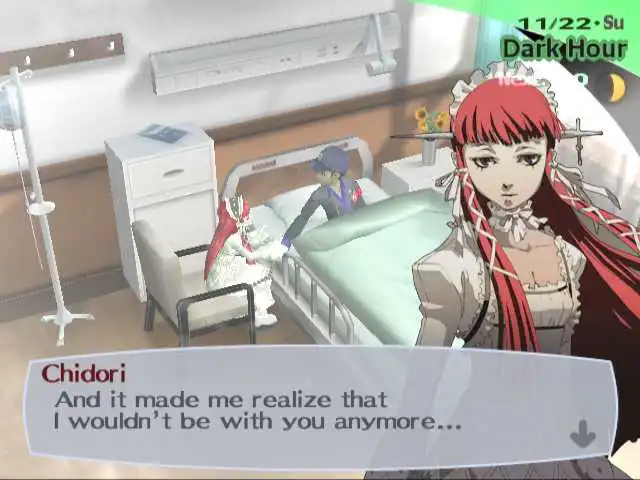 11/22・Su
Dark Hour
Chidori
And it made me realize that
I wouldn't be with you anymore...